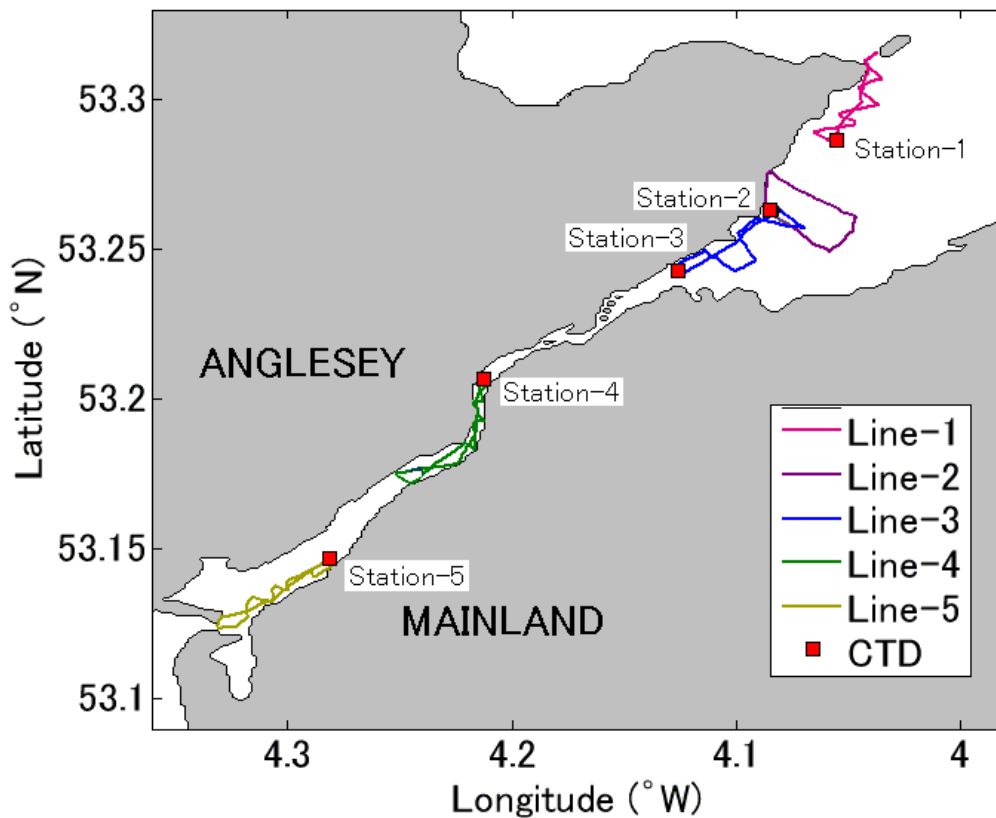 53.3
53.25
53.2
53.15
53.1
Latitude (°N)
Station-1
Station-2
Station-3
ANGLESEY
Station-4
Station-5
MAINLAND
Line-1
Line-2
Line-3
Line-4
Line-5
CTD
4.3
4.2
4.1
4
Longitude (°W)